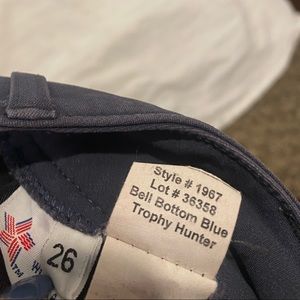 Style # 1967
Lot # 36358
Bell Bottom Blue
Trophy Hunter
26